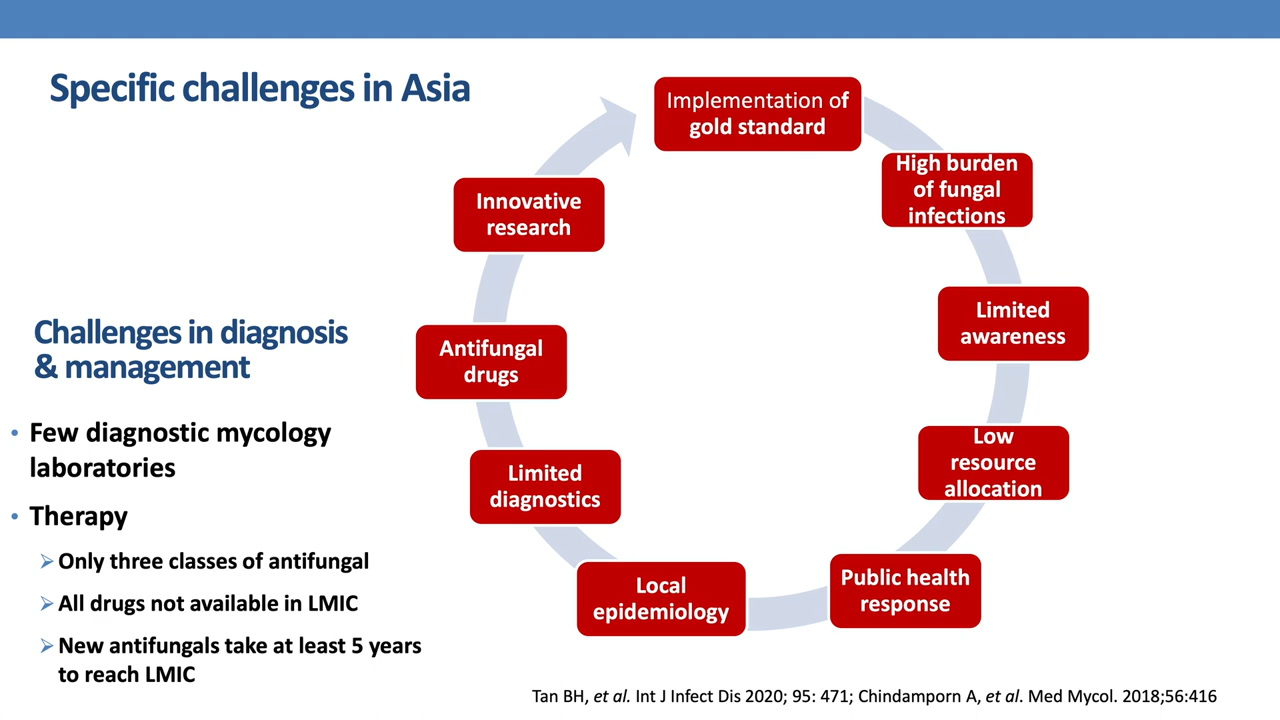 Specific challenges in Asia
Implementation of
gold standard
High burden
of fungal
infections
Limited
awareness
Low
resource
allocation
Public health
response
Local
epidemiology
Limited
diagnostics
Antifungal
drugs
Innovative
research
Challenges in diagnosis
& management
• Few diagnostic mycology
laboratories
• Therapy
➢ Only three classes of antifungal
➢ All drugs not available in LMIC
➢ New antifungals take at least 5 years
to reach LMIC
Tan BH, et al. Int J Infect Dis 2020; 95: 471; Chindamporn A, et al. Med Mycol. 2018;56:416